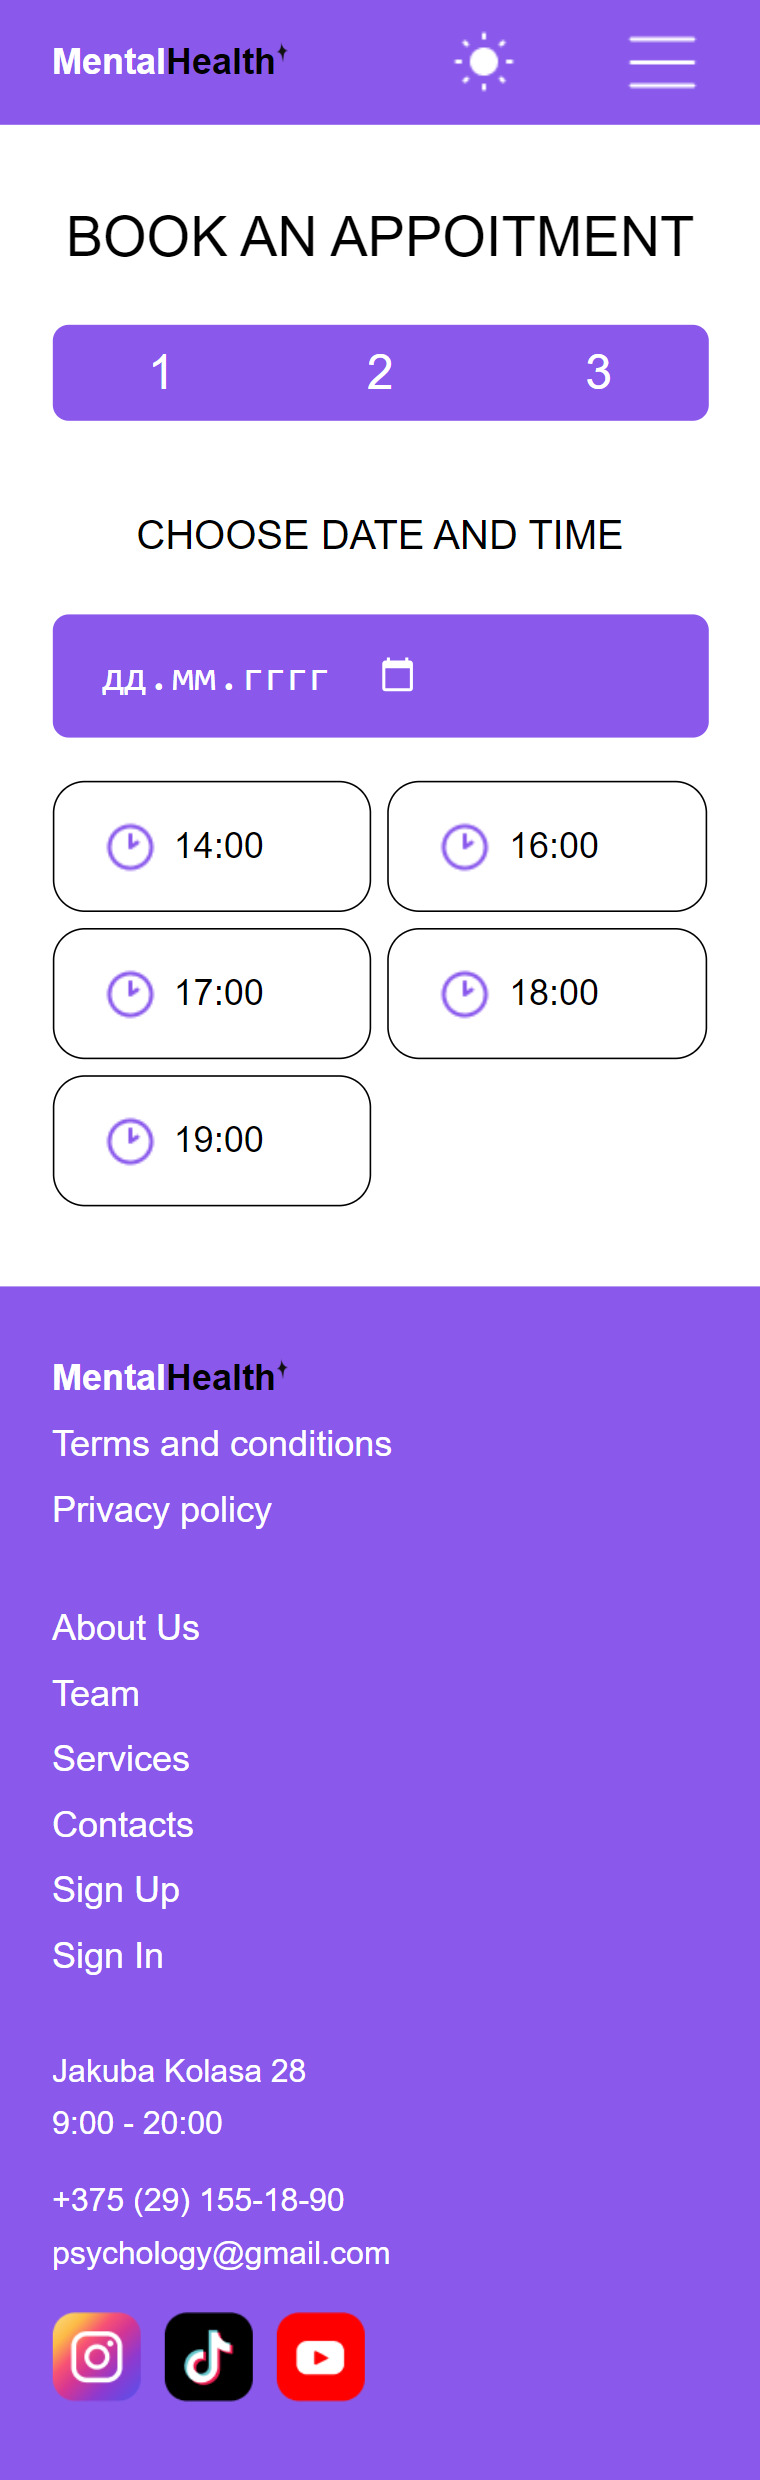 MentalHealth
BOOK AN APPOITMENT
1 2 3
CHOOSE DATE AND TIME
дд.мм.гггг
14:00 16:00
17:00 18:00
19:00
MentalHealth
Terms and conditions
Privacy policy
About Us
Team
Services
Contacts
Sign Up
Sign In
Jakuba Kolasa 28
9:00 - 20:00
+375 (29) 155-18-90
psychology@gmail.com